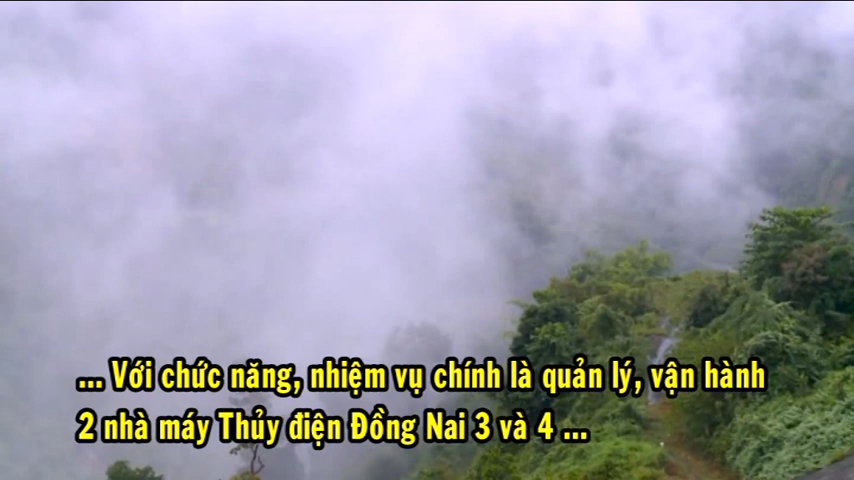 ... Với chức năng, nhiệm vụ chính là quản lý, vận hành
2 nhà máy Thủy điện Đồng Nai 3 và 4 ...